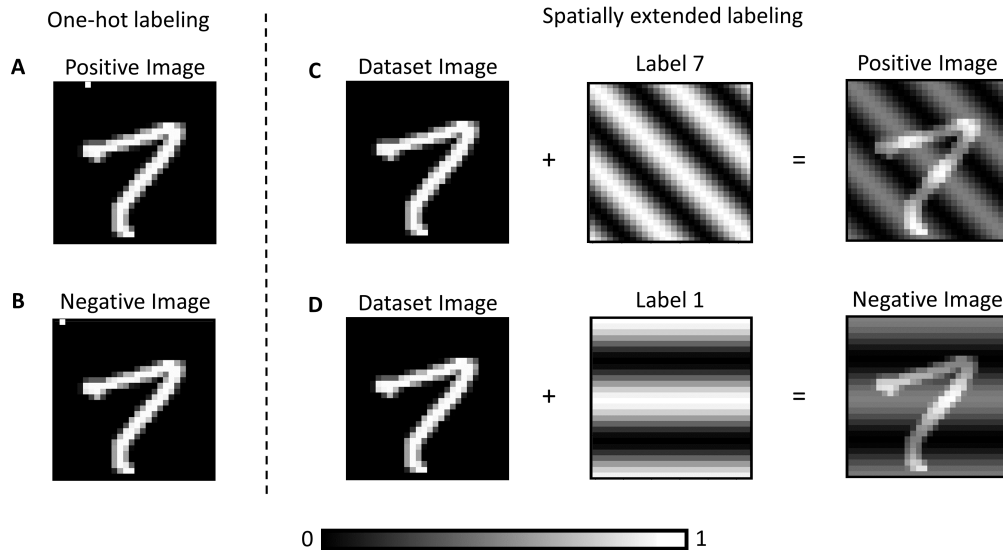 One-hot labeling
Spatially extended labeling
A Positive Image
C Dataset Image Label 7 Positive Image
+ =
B Negative Image
D Dataset Image Label 1 Negative Image
+ =
0 1